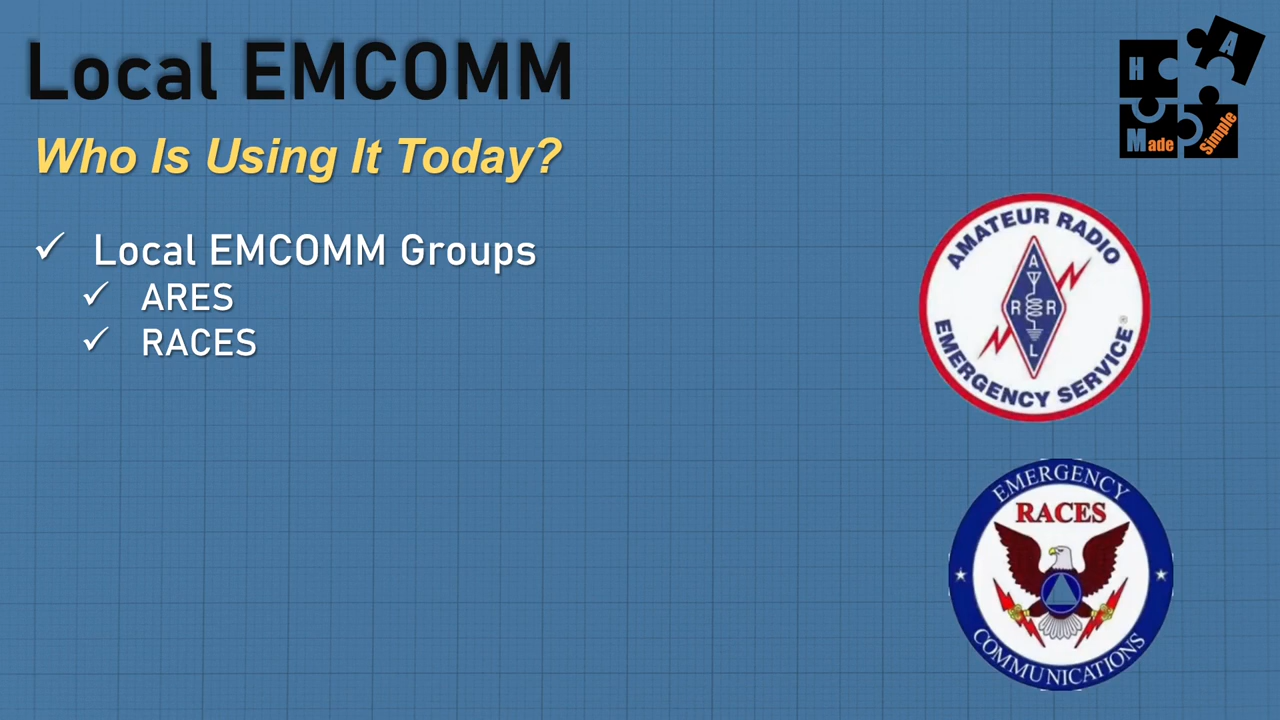 Local EMCOMM
H A
Made Simple
Who Is Using It Today?
✓ Local EMCOMM Groups
✓ ARES
✓ RACES
AMATEUR RADIO
A
R R
L
EMERGENCY SERVICE®
EMERGENCY
RACES
COMMUNICATIONS